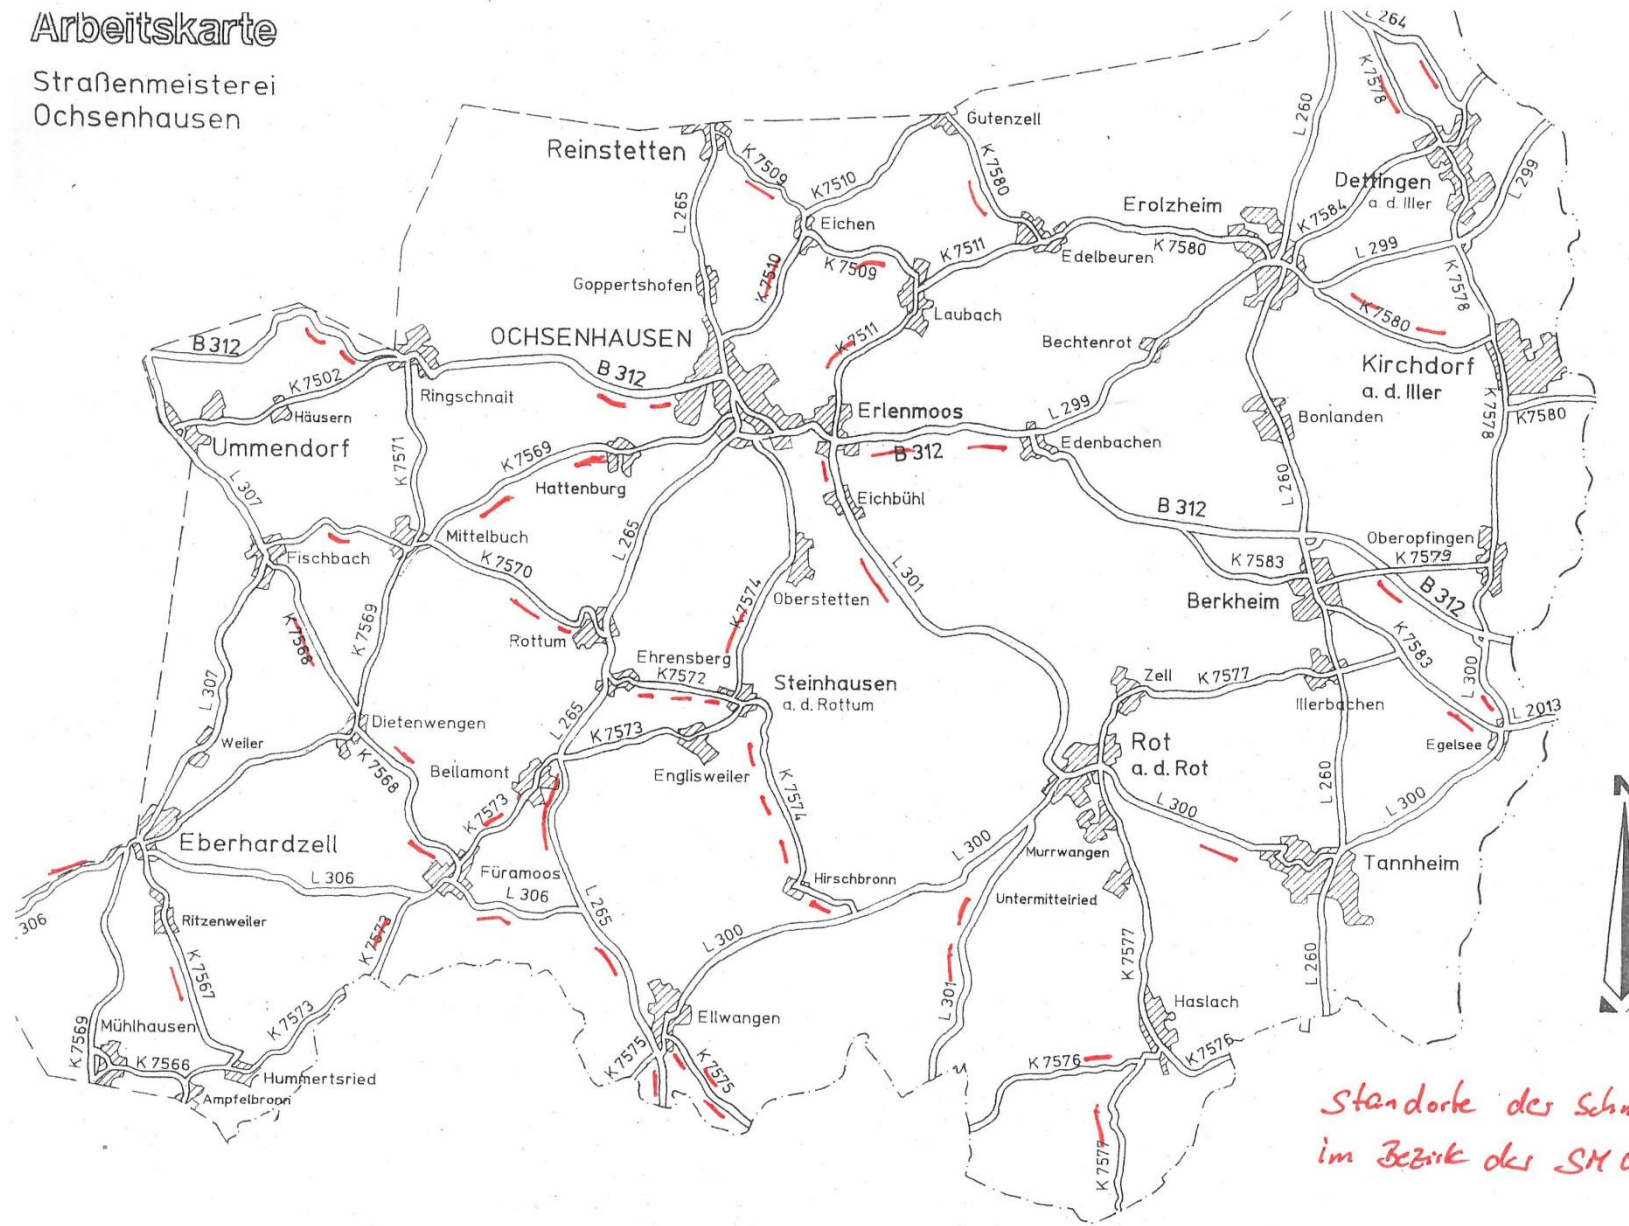 Arbeitskarte
Straßenmeisterei
Ochsenhausen
L 264
K 7578
L 260
Gutenzell
Reinstetten
K 7509
K 7510
K 7580
L 299
Dettingen
a. d. Iller
L 265
Eichen
Erolzheim
K 7584
K 7511
K 7580
L 299
K 7510
K 7509
Edelbeuren
Goppertshofen
K 7578
Laubach
K 7580
B 312
OCHSENHAUSEN
K 7511
Bechtenrot
Kirchdorf
a. d. Iller
K 7502
B 312
Ringschnait
Häusern
Erlenmoos
L 299
Bonlanden
K 7578
K 7580
Ummendorf
K 7571
K 7569
B 312
Edenbachen
L 307
Hattenburg
Eichbühl
L 260
B 312
Mittelbuch
L 265
Oberopfingen
Fischbach
K 7570
L 301
K 7583
K 7579
K 7574
Oberstetten
Berkheim
B 312
K 7568
K 7569
Rottum
Ehrensberg
K 7583
K7572
Steinhausen
a. d. Rottum
Zell
K 7577
L 300
L 307
Illerbachen
L 2013
Dietenwengen
L 265
K 7573
Weiler
Rot
a. d. Rot
Egelsee
K 7568
Bellamont
Englisweiler
L 260
K 7574
L 300
L 300
K 7573
Eberhardzell
L 300
Murrwangen
Tannheim
L 306
Füramoos
Hirschbronn
L 306
Untermittelried
306
Ritzenweiler
K 7573
L 265
L 300
K 7577
L 260
K 7567
L 301
Haslach
N
K 7573
Ellwangen
Mühlhausen
K 7569
K 7566
K 7575
K 7575
K 7576
K 7576
Hummertsried
Ampfelbronn
K 7577
Standorte der Schn
im Bezirk der SM O